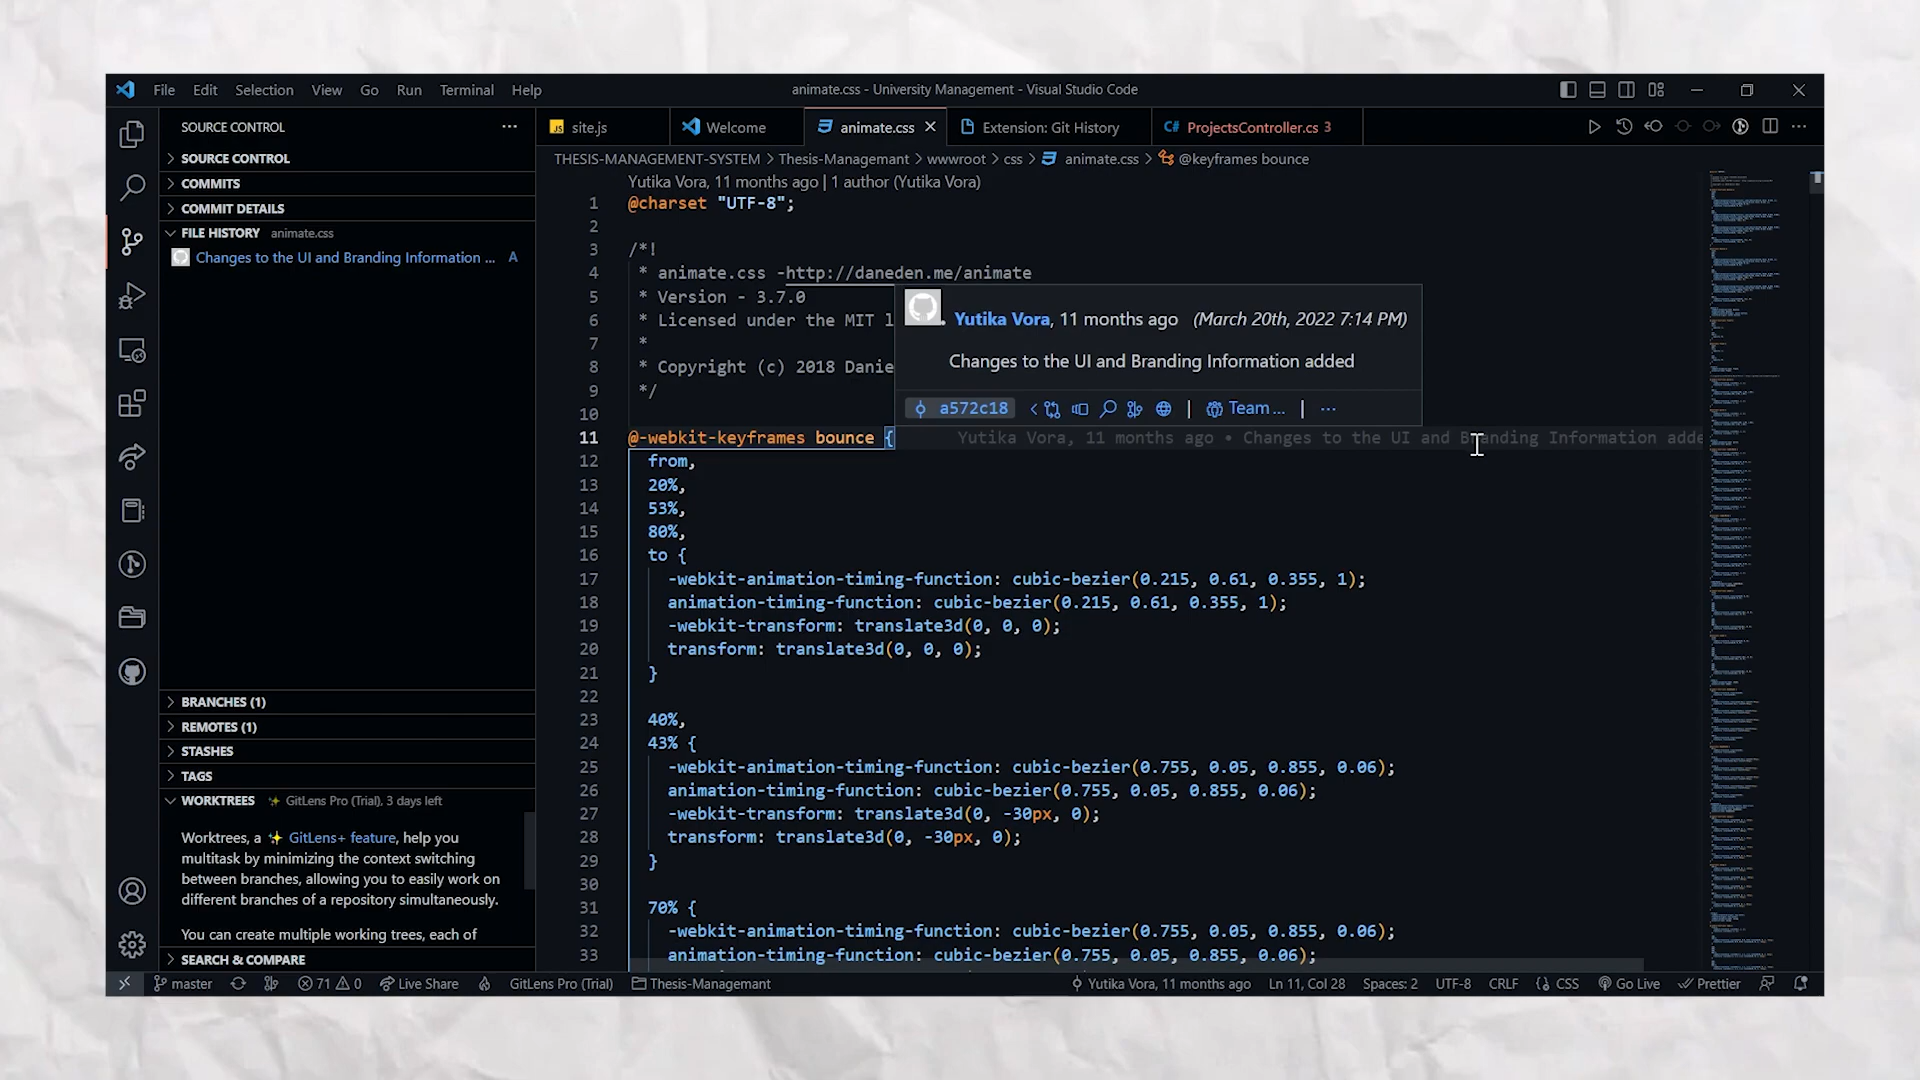 File Edit Selection View Go Run Terminal Help
animate.css - University Management - Visual Studio Code
SOURCE CONTROL
site.js
Welcome
animate.css
Extension: Git History
ProjectsController.cs 3
SOURCE CONTROL
COMMITS
COMMIT DETAILS
FILE HISTORY animate.css
Changes to the UI and Branding Information ... A
BRANCHES (1)
REMOTES (1)
STASHES
TAGS
WORKTREES GitLens Pro (Trial), 3 days left
Worktrees, a ✨ GitLens+ feature, help you
multitask by minimizing the context switching
between branches, allowing you to easily work on
different branches of a repository simultaneously.
You can create multiple working trees, each of
SEARCH & COMPARE
THESIS-MANAGEMENT-SYSTEM > Thesis-Managemant > wwwroot > css > animate.css > @keyframes bounce
Yutika Vora, 11 months ago | 1 author (Yutika Vora)
1 @charset "UTF-8";
2
3 /*!
4 * animate.css -http://daneden.me/animate
5 * Version - 3.7.0
6 * Licensed under the MIT l
7 *
8 * Copyright (c) 2018 Danie
9 */
10
Yutika Vora, 11 months ago (March 20th, 2022 7:14 PM)
Changes to the UI and Branding Information added
a572c18 | Team... | ...
11 @-webkit-keyframes bounce { Yutika Vora, 11 months ago • Changes to the UI and Branding Information adde
12 from,
13 20%,
14 53%,
15 80%,
16 to {
17 -webkit-animation-timing-function: cubic-bezier(0.215, 0.61, 0.355, 1);
18 animation-timing-function: cubic-bezier(0.215, 0.61, 0.355, 1);
19 -webkit-transform: translate3d(0, 0, 0);
20 transform: translate3d(0, 0, 0);
21 }
22
23 40%,
24 43% {
25 -webkit-animation-timing-function: cubic-bezier(0.755, 0.05, 0.855, 0.06);
26 animation-timing-function: cubic-bezier(0.755, 0.05, 0.855, 0.06);
27 -webkit-transform: translate3d(0, -30px, 0);
28 transform: translate3d(0, -30px, 0);
29 }
30
31 70% {
32 -webkit-animation-timing-function: cubic-bezier(0.755, 0.05, 0.855, 0.06);
33 animation-timing-function: cubic-bezier(0.755, 0.05, 0.855, 0.06);
master 71 0 Live Share GitLens Pro (Trial) Thesis-Managemant Yutika Vora, 11 months ago Ln 11, Col 28 Spaces: 2 UTF-8 CRLF CSS Go Live Prettier